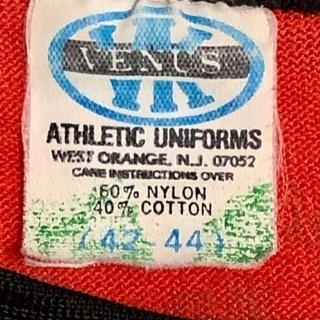 VENUS
ATHLETIC UNIFORMS
WEST ORANGE, N.J. 07052
CARE INSTRUCTIONS OVER
60% NYLON
40% COTTON
(42-44)